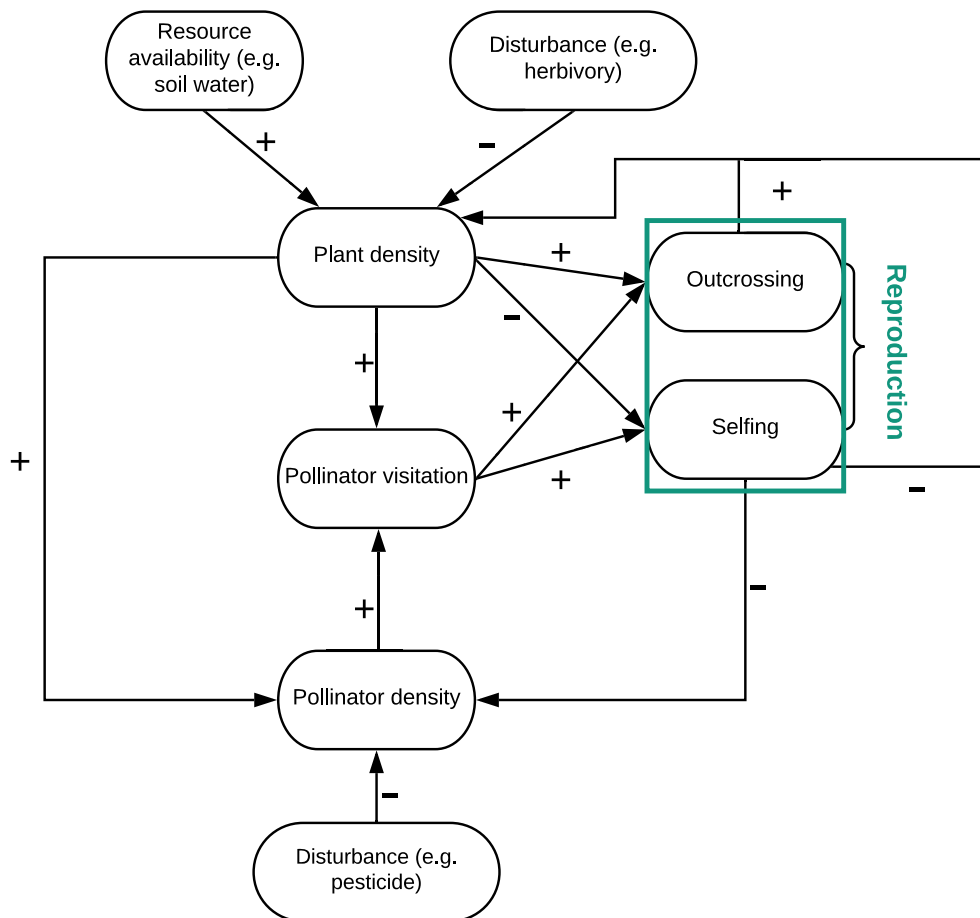 Resource
availability (e.g.
soil water)
Disturbance (e.g.
herbivory)
+
-
+
Plant density
+
Outcrossing
-
Reproduction
+
+
Selfing
+
Pollinator visitation
+
-
-
+
Pollinator density
-
Disturbance (e.g.
pesticide)